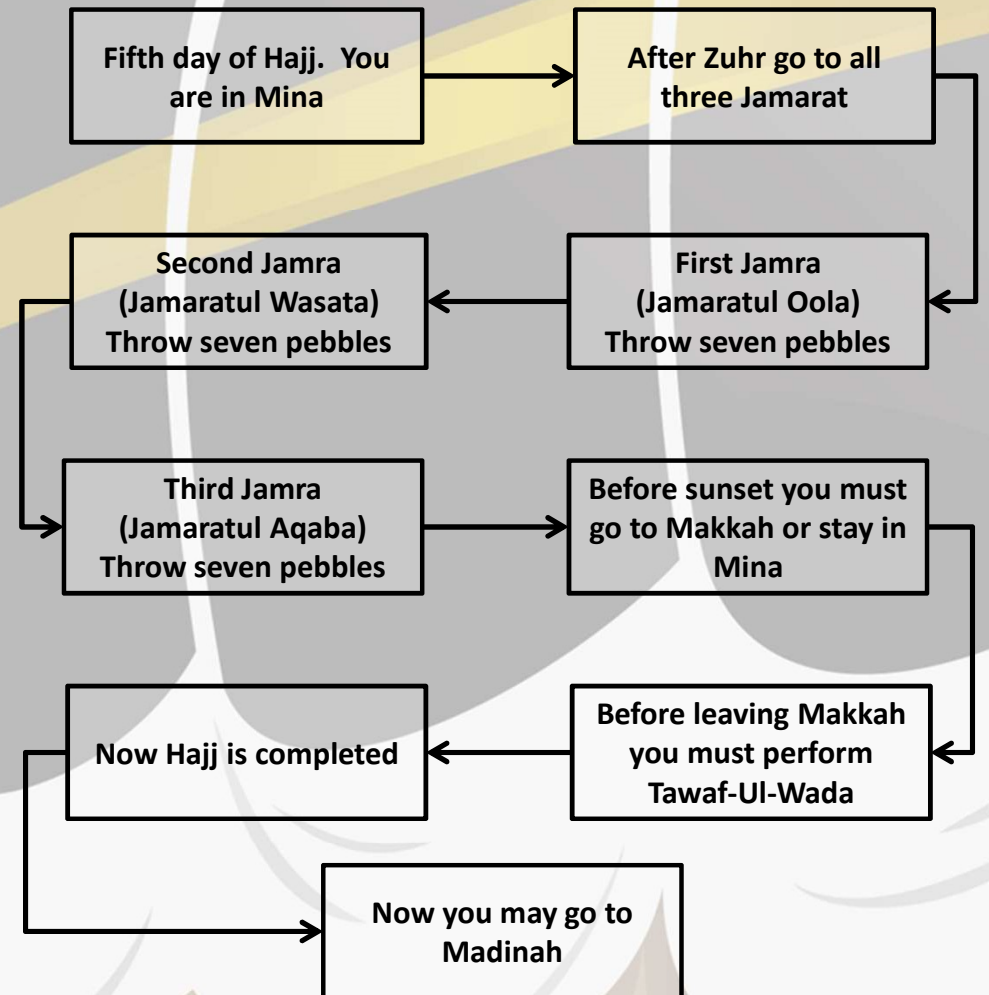 Fifth day of Hajj. You
are in Mina
After Zuhr go to all
three Jamarat
First Jamra
(Jamaratul Oola)
Throw seven pebbles
Second Jamra
(Jamaratul Wasata)
Throw seven pebbles
Third Jamra
(Jamaratul Aqaba)
Throw seven pebbles
Before sunset you must
go to Makkah or stay in
Mina
Before leaving Makkah
you must perform
Tawaf-Ul-Wada
Now Hajj is completed
Now you may go to
Madinah